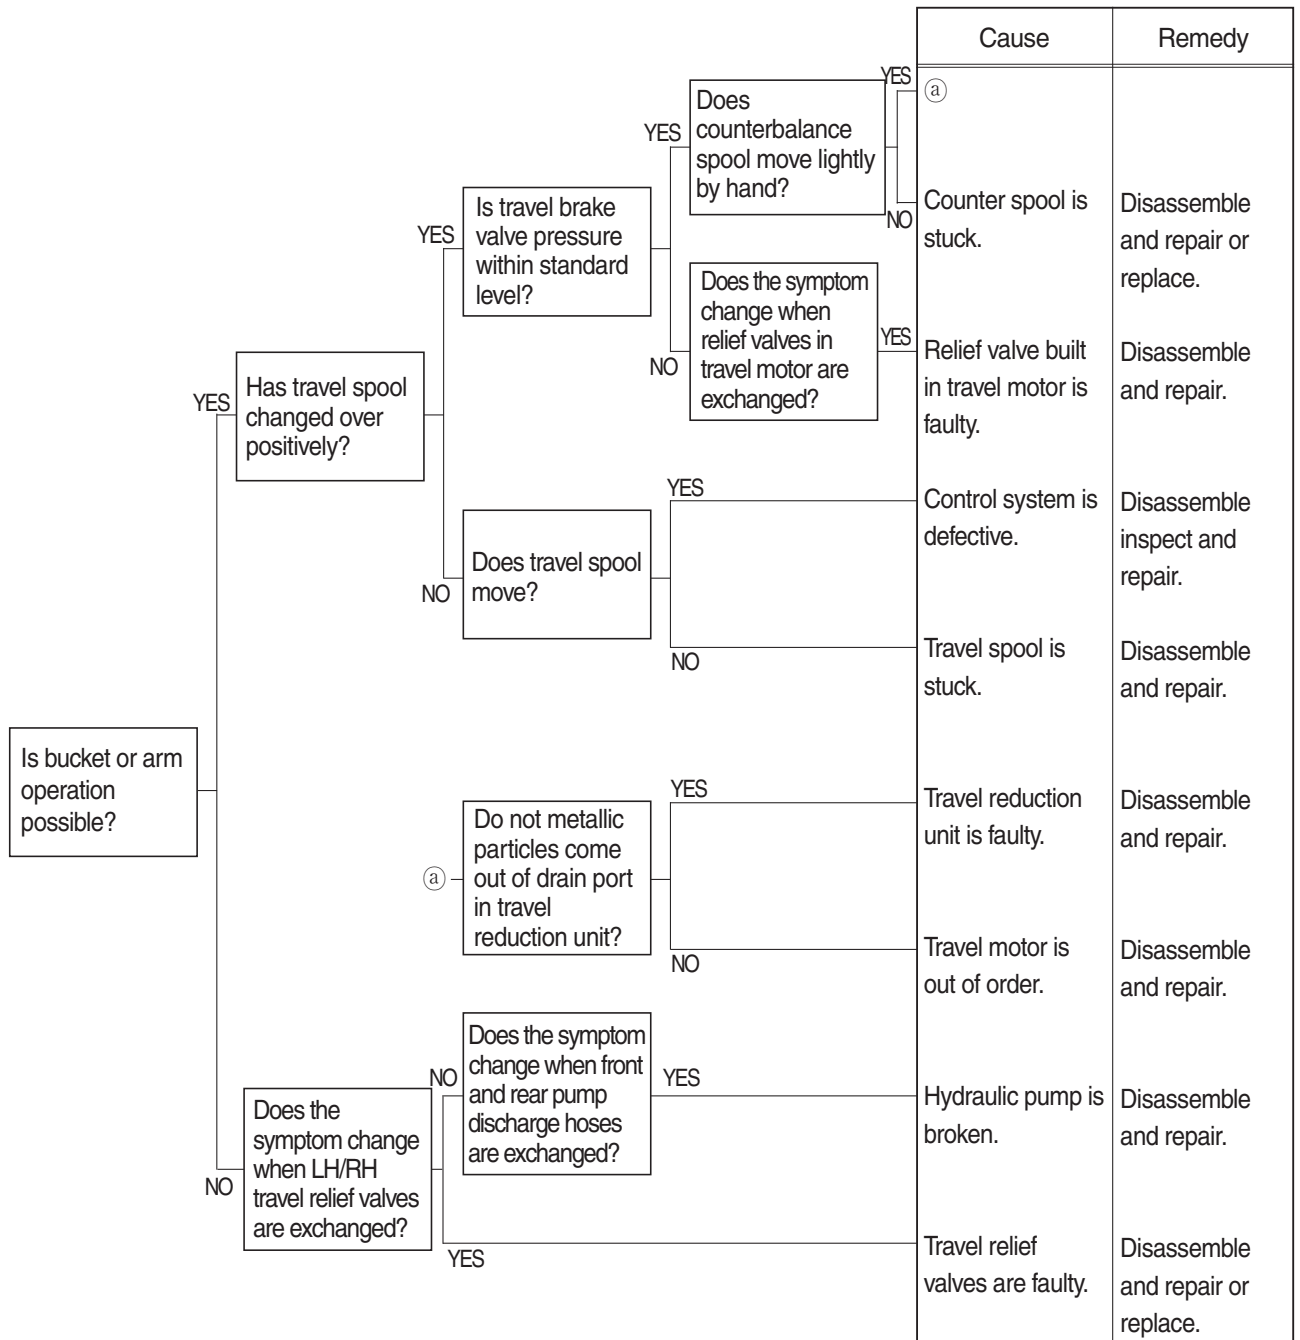 Cause
Remedy
YES
ⓐ
Does
counterbalance
spool move lightly
by hand?
YES
NO
Counter spool is
stuck.
Disassemble
and repair or
replace.
Is travel brake
valve pressure
within standard
level?
YES
Does the symptom
change when
relief valves in
travel motor are
exchanged?
YES
NO
Relief valve built
in travel motor is
faulty.
Disassemble
and repair.
Has travel spool
changed over
positively?
YES
YES
Control system is
defective.
Disassemble
inspect and
repair.
Does travel spool
move?
NO
NO
Travel spool is
stuck.
Disassemble
and repair.
Is bucket or arm
operation
possible?
YES
Travel reduction
unit is faulty.
Disassemble
and repair.
ⓐ
Do not metallic
particles come
out of drain port
in travel
reduction unit?
NO
Travel motor is
out of order.
Disassemble
and repair.
Does the symptom
change when front
and rear pump
discharge hoses
are exchanged?
NO
YES
Hydraulic pump is
broken.
Disassemble
and repair.
Does the
symptom change
when LH/RH
travel relief valves
are exchanged?
NO
YES
Travel relief
valves are faulty.
Disassemble
and repair or
replace.